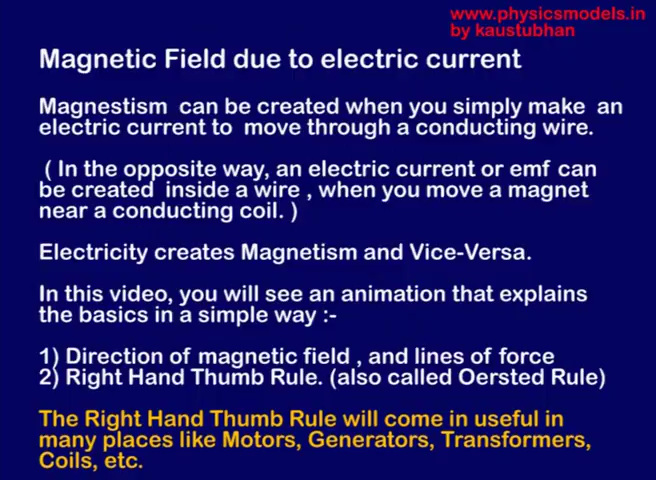 www.physicsmodels.in
by kaustubhan
Magnetic Field due to electric current
Magnestism can be created when you simply make an
electric current to move through a conducting wire.
( In the opposite way, an electric current or emf can
be created inside a wire , when you move a magnet
near a conducting coil. )
Electricity creates Magnetism and Vice-Versa.
In this video, you will see an animation that explains
the basics in a simple way :-
1) Direction of magnetic field , and lines of force
2) Right Hand Thumb Rule. (also called Oersted Rule)
The Right Hand Thumb Rule will come in useful in
many places like Motors, Generators, Transformers,
Coils, etc.